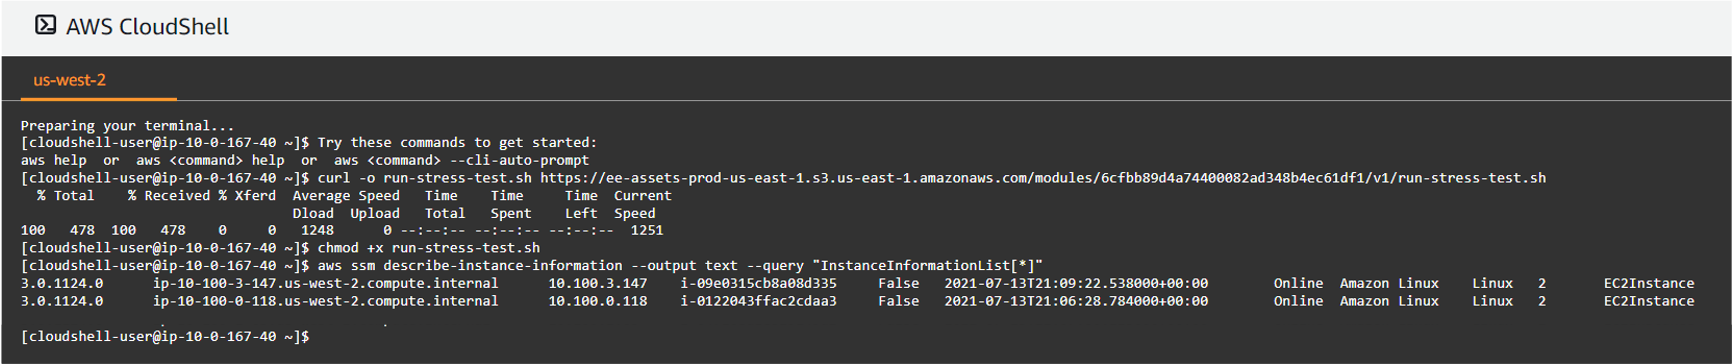 AWS CloudShell
us-west-2
Preparing your terminal...
[cloudshell-user@ip-10-0-167-40 ~]$ Try these commands to get started:
aws help  or  aws <command> help  or  aws <command> --cli-auto-prompt
[cloudshell-user@ip-10-0-167-40 ~]$ curl -o run-stress-test.sh https://ee-assets-prod-us-east-1.s3.us-east-1.amazonaws.com/modules/6cfbb89d4a74400082ad348b4ec61df1/v1/run-stress-test.sh
  % Total    % Received % Xferd  Average Speed   Time    Time     Time  Current
                                 Dload  Upload   Total   Spent    Left  Speed
100   478  100   478    0     0   1248      0 --:--:-- --:--:-- --:--:--  1251
[cloudshell-user@ip-10-0-167-40 ~]$ chmod +x run-stress-test.sh
[cloudshell-user@ip-10-0-167-40 ~]$ aws ssm describe-instance-information --output text --query "InstanceInformationList[*]"
3.0.1124.0      ip-10-100-3-147.us-west-2.compute.internal      10.100.3.147    i-09e0315cb8a08d335     False   2021-07-13T21:09:22.538000+00:00        Online  Amazon Linux    Linux   2       EC2Instance
3.0.1124.0      ip-10-100-0-118.us-west-2.compute.internal      10.100.0.118    i-0122043ffac2cdaa3     False   2021-07-13T21:06:28.784000+00:00        Online  Amazon Linux    Linux   2       EC2Instance
[cloudshell-user@ip-10-0-167-40 ~]$